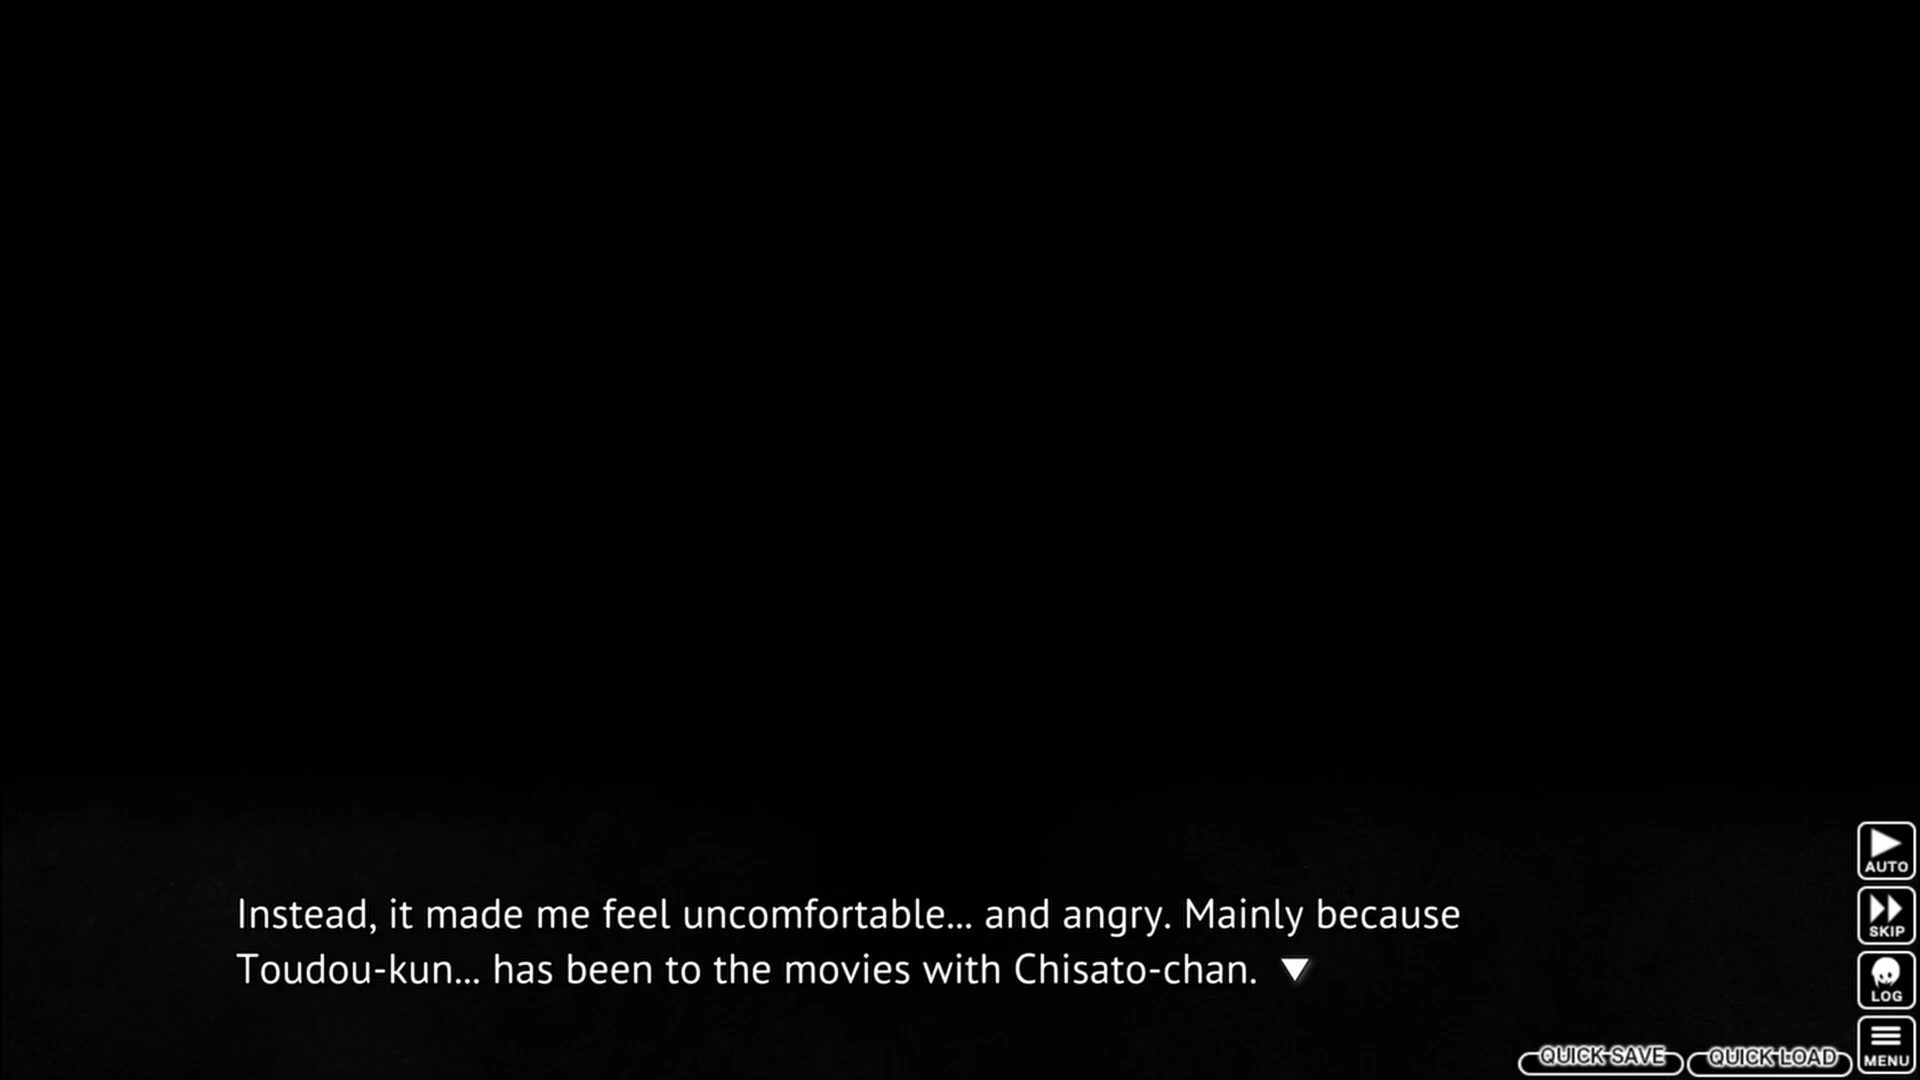 Instead, it made me feel uncomfortable... and angry. Mainly because
Toudou-kun... has been to the movies with Chisato-chan.
AUTO
SKIP
LOG
MENU
QUICK SAVE
QUICK LOAD